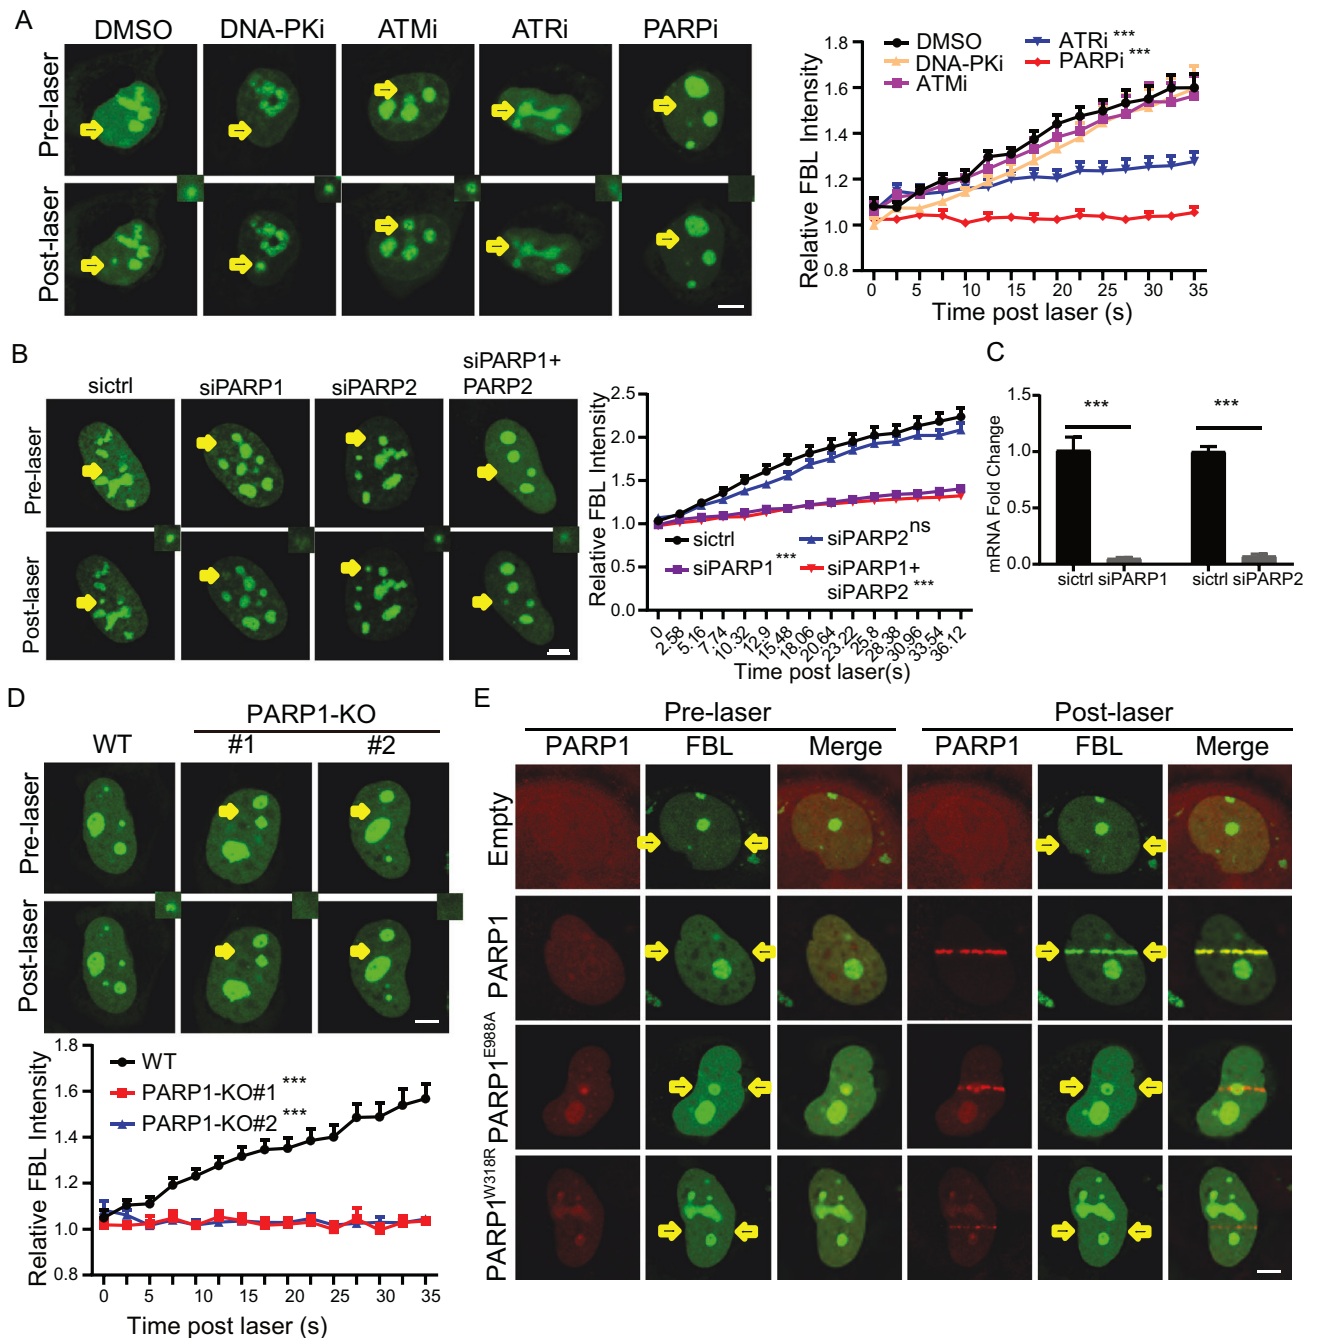 A
DMSO DNA-PKi ATMi ATRi PARPi
Pre-laser
Post-laser
Relative FBL Intensity
1.8
1.6
1.4
1.2
1.0
0.8
DMSO
DNA-PKi
ATMi
ATRi ***
PARPi ***
0 5 10 15 20 25 30 35
Time post laser (s)
B
sictrl siPARP1 siPARP2 siPARP1+
PARP2
Pre-laser
Post-laser
Relative FBL Intensity
2.5
2.0
1.5
1.0
0.5
0.0
sictrl
siPARP1 ***
siPARP2 ns
siPARP1+
siPARP2 ***
0 2.58 5.16 7.74 10.32 12.9 15.48 18.06 20.64 23.22 25.8 28.38 30.96 33.54 36.12
Time post laser(s)
C
mRNA Fold Change
1.5
1.0
0.5
0.0
*** ***
sictrl siPARP1 sictrl siPARP2
D
PARP1-KO
WT #1 #2
Pre-laser
Post-laser
Relative FBL Intensity
1.8
1.6
1.4
1.2
1.0
0.8
WT
PARP1-KO#1 ***
PARP1-KO#2 ***
0 5 10 15 20 25 30 35
Time post laser (s)
E
Pre-laser Post-laser
PARP1 FBL Merge PARP1 FBL Merge
Empty
PARP1
PARP1E988A
PARP1W318R